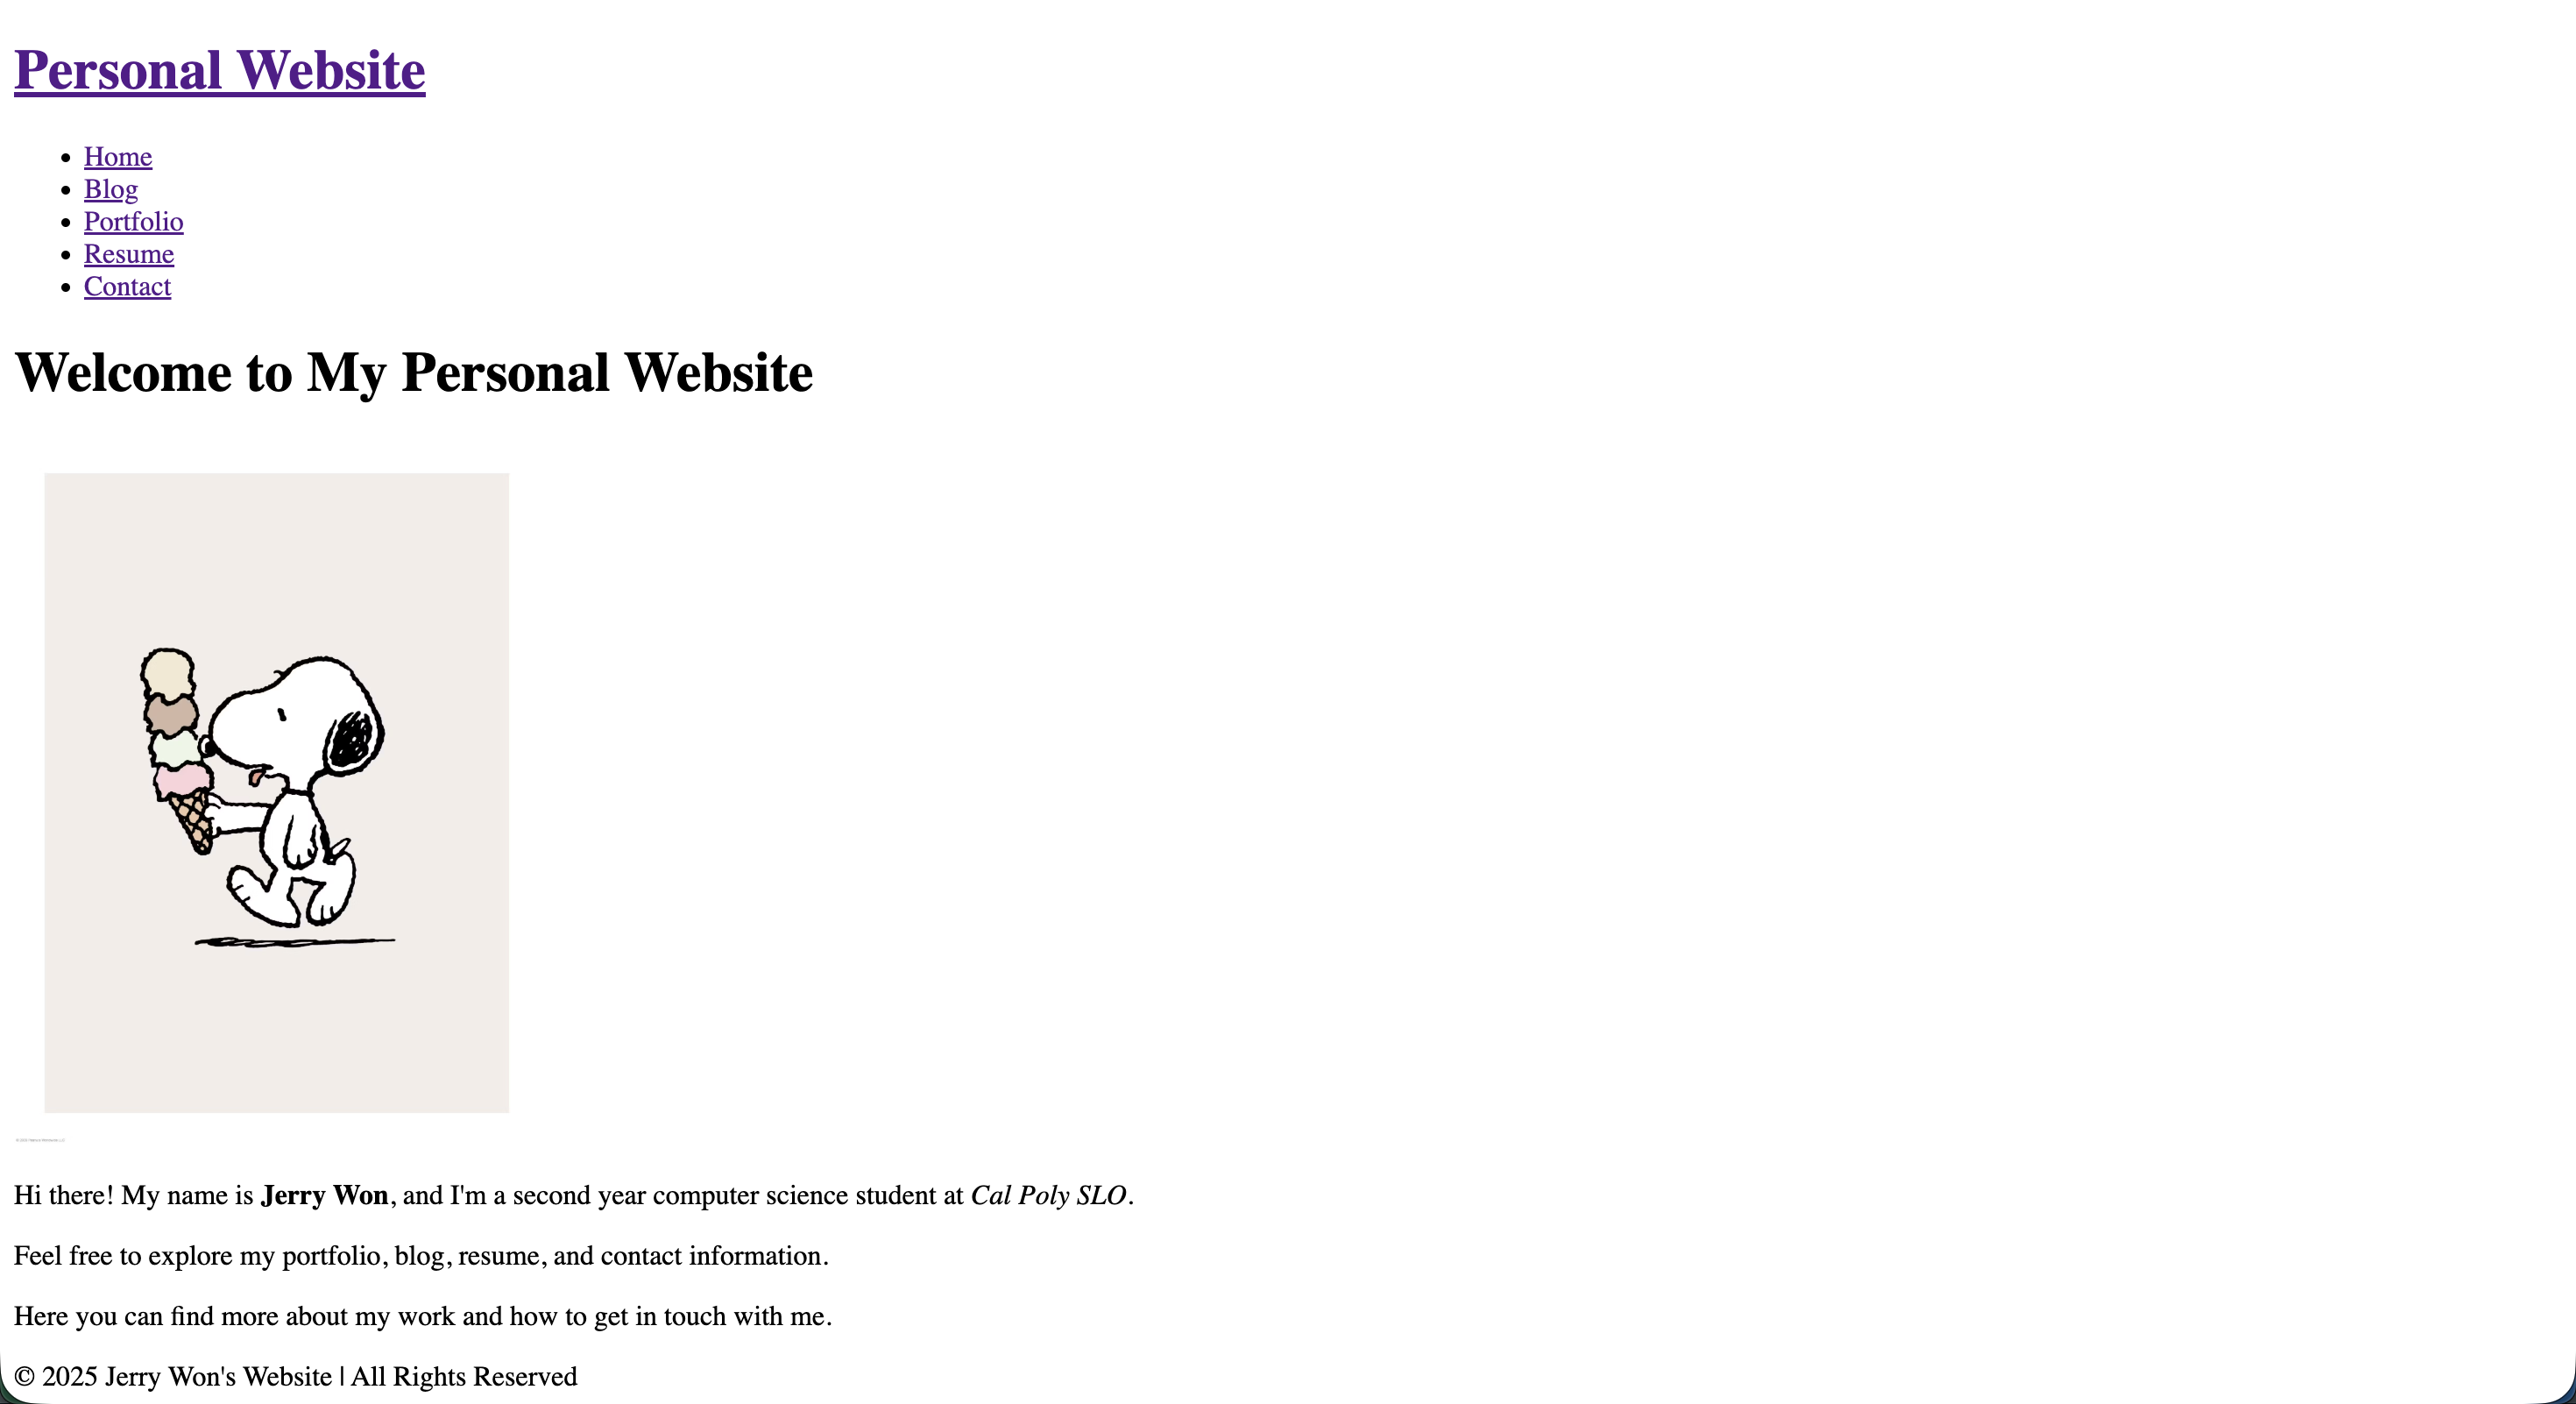 Personal Website
Home
Blog
Portfolio
Resume
Contact
Welcome to My Personal Website
Hi there! My name is Jerry Won, and I'm a second year computer science student at Cal Poly SLO.
Feel free to explore my portfolio, blog, resume, and contact information.
Here you can find more about my work and how to get in touch with me.
© 2025 Jerry Won's Website | All Rights Reserved